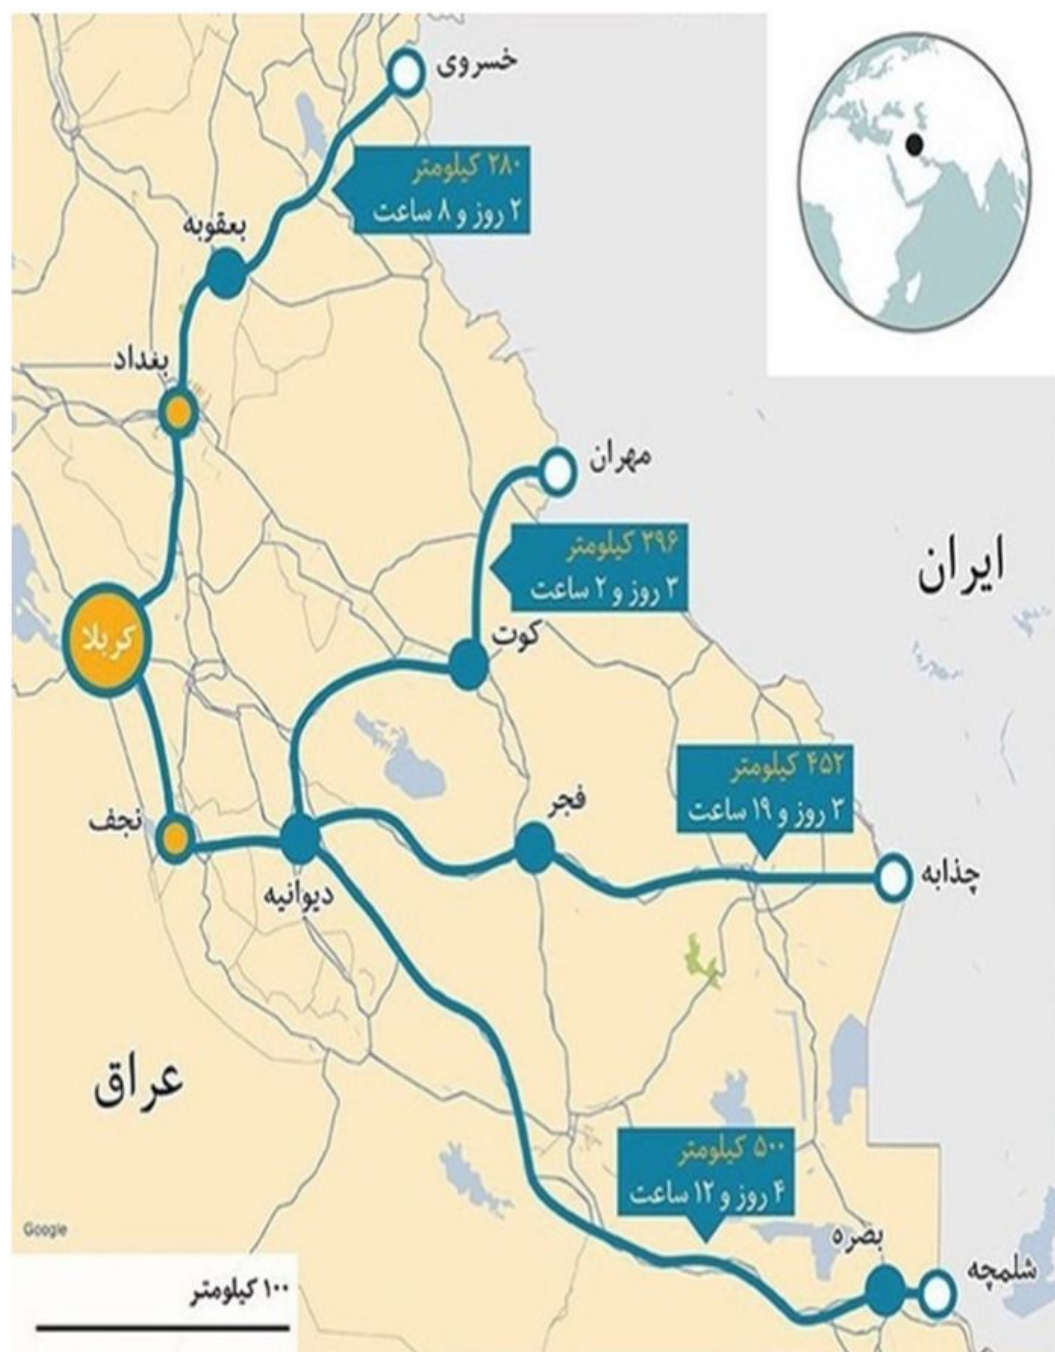 خسروی
۲۸۰ کیلومتر
۲ روز و ۸ ساعت
بعقوبه
بغداد
مهران
۳۹۶ کیلومتر
۳ روز و ۲ ساعت
ایران
کوت
کربلا
۴۵۲ کیلومتر
۳ روز و ۱۹ ساعت
فجر
نجف
چذابه
دیوانیه
عراق
۵۰۰ کیلومتر
۴ روز و ۱۲ ساعت
بصره
Google
شلمچه
۱۰۰ کیلومتر